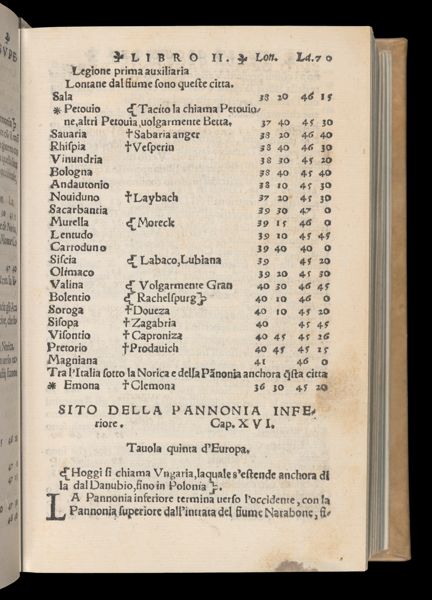 LIBRO II. Lon. La.70
Legione prima auxiliaria
Lontane dal fiume sono queste citta.
Sala 38 20 46 15
* Petouio {Tacito la chiama Petouio
ne, altri Petouia, uolgarmente Betta. 37 40 45 30
Sauaria †Sabaria anger 38 20 46 40
Rhispia †Vesperin 38 40 46 30
Vinundria 38 30 45 20
Bologna 38 40 45 40
Andautonio 38 10 45 30
Nouiduno †Laybach 37 20 45 30
Sacarbantia 39 30 47 0
Murella {Moreck 39 15 46 0
Lentudo 39 10 45 45
Carroduno 39 40 40 0
Siscia {Labaco, Lubiana 39 45 20
Olimaco 39 20 45 30
Valina { Volgarmente Gran 40 30 46 45
Bolentio {Rachelspurg} 40 10 46 0
Soroga †Doueza 40 10 45 20
Sisopa †Zagabria 40 45 45
Visontio †Caproniza 40 45 45 26
Pretorio †Prodauich 40 45 45 15
Magniana 41 46 0
Tra l'Italia sotto la Norica e della Pãnonia anchora q̃sta citta
* Emona †Clemona 36 30 45 20
SITO DELLA PANNONIA INFE-
riore. Cap. XVI.
Tauola quinta d'Europa.
{Hoggi si chiama Vngaria, laquale s'estende anchora di
la dal Danubio, fino in Polonia}.
LA Pannonia inferiore termina uerso l'occidente, con la
Pannonia superiore dall'intrata del fiume Narabone, fi-